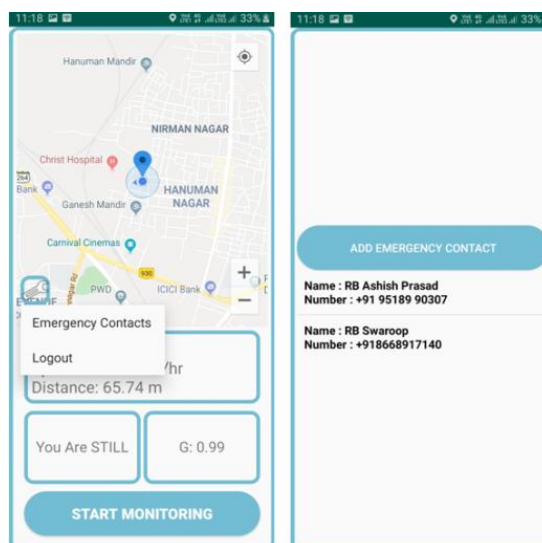 11:18
33%
Hanuman Mandir
NIRMAN NAGAR
Christ Hospital
264
Bank
HANUMAN
NAGAR
Ganesh Mandir
Carnival Cinemas
930
PWD
ICICI Bank
Emergency Contacts
Logout
/hr
Distance: 65.74 m
You Are STILL
G: 0.99
START MONITORING
11:18
33%
ADD EMERGENCY CONTACT
Name : RB Ashish Prasad
Number : +91 95189 90307
Name : RB Swaroop
Number : +918668917140